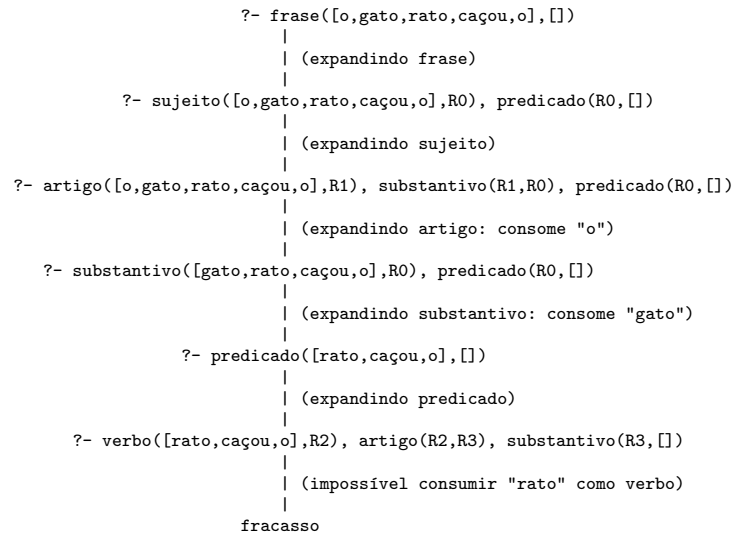 ?- frase([o,gato,rato,caçou,o],[])
|
| (expandindo frase)
|
?- sujeito([o,gato,rato,caçou,o],R0), predicado(R0,[])
|
| (expandindo sujeito)
|
?- artigo([o,gato,rato,caçou,o],R1), substantivo(R1,R0), predicado(R0,[])
|
| (expandindo artigo: consome "o")
|
?- substantivo([gato,rato,caçou,o],R0), predicado(R0,[])
|
| (expandindo substantivo: consome "gato")
|
?- predicado([rato,caçou,o],[])
|
| (expandindo predicado)
|
?- verbo([rato,caçou,o],R2), artigo(R2,R3), substantivo(R3,[])
|
| (impossível consumir "rato" como verbo)
|
fracasso